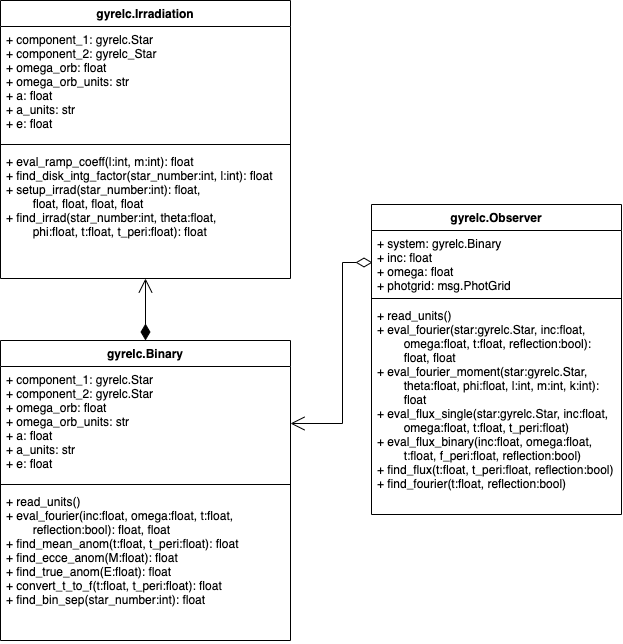 gyrelc.Irradiation
+ component_1: gyrelc.Star
+ component_2: gyrelc_Star
+ omega_orb: float
+ omega_orb_units: str
+ a: float
+ a_units: str
+ e: float
+ eval_ramp_coeff(l:int, m:int): float
+ find_disk_intg_factor(star_number:int, l:int): float
+ setup_irrad(star_number:int): float,
float, float, float, float
+ find_irrad(star_number:int, theta:float,
phi:float, t:float, t_peri:float): float
gyrelc.Binary
+ component_1: gyrelc.Star
+ component_2: gyrelc.Star
+ omega_orb: float
+ omega_orb_units: str
+ a: float
+ a_units: str
+ e: float
+ read_units()
+ eval_fourier(inc:float, omega:float, t:float,
reflection:bool): float, float
+ find_mean_anom(t:float, t_peri:float): float
+ find_ecce_anom(M:float): float
+ find_true_anom(E:float): float
+ convert_t_to_f(t:float, t_peri:float): float
+ find_bin_sep(star_number:int): float
gyrelc.Observer
+ system: gyrelc.Binary
+ inc: float
+ omega: float
+ photgrid: msg.PhotGrid
+ read_units()
+ eval_fourier(star:gyrelc.Star, inc:float,
omega:float, t:float, reflection:bool):
float, float
+ eval_fourier_moment(star:gyrelc.Star,
theta:float, phi:float, l:int, m:int, k:int):
float
+ eval_flux_single(star:gyrelc.Star, inc:float,
omega:float, t:float, t_peri:float)
+ eval_flux_binary(inc:float, omega:float,
t:float, f_peri:float, reflection:bool)
+ find_flux(t:float, t_peri:float, reflection:bool)
+ find_fourier(t:float, reflection:bool)